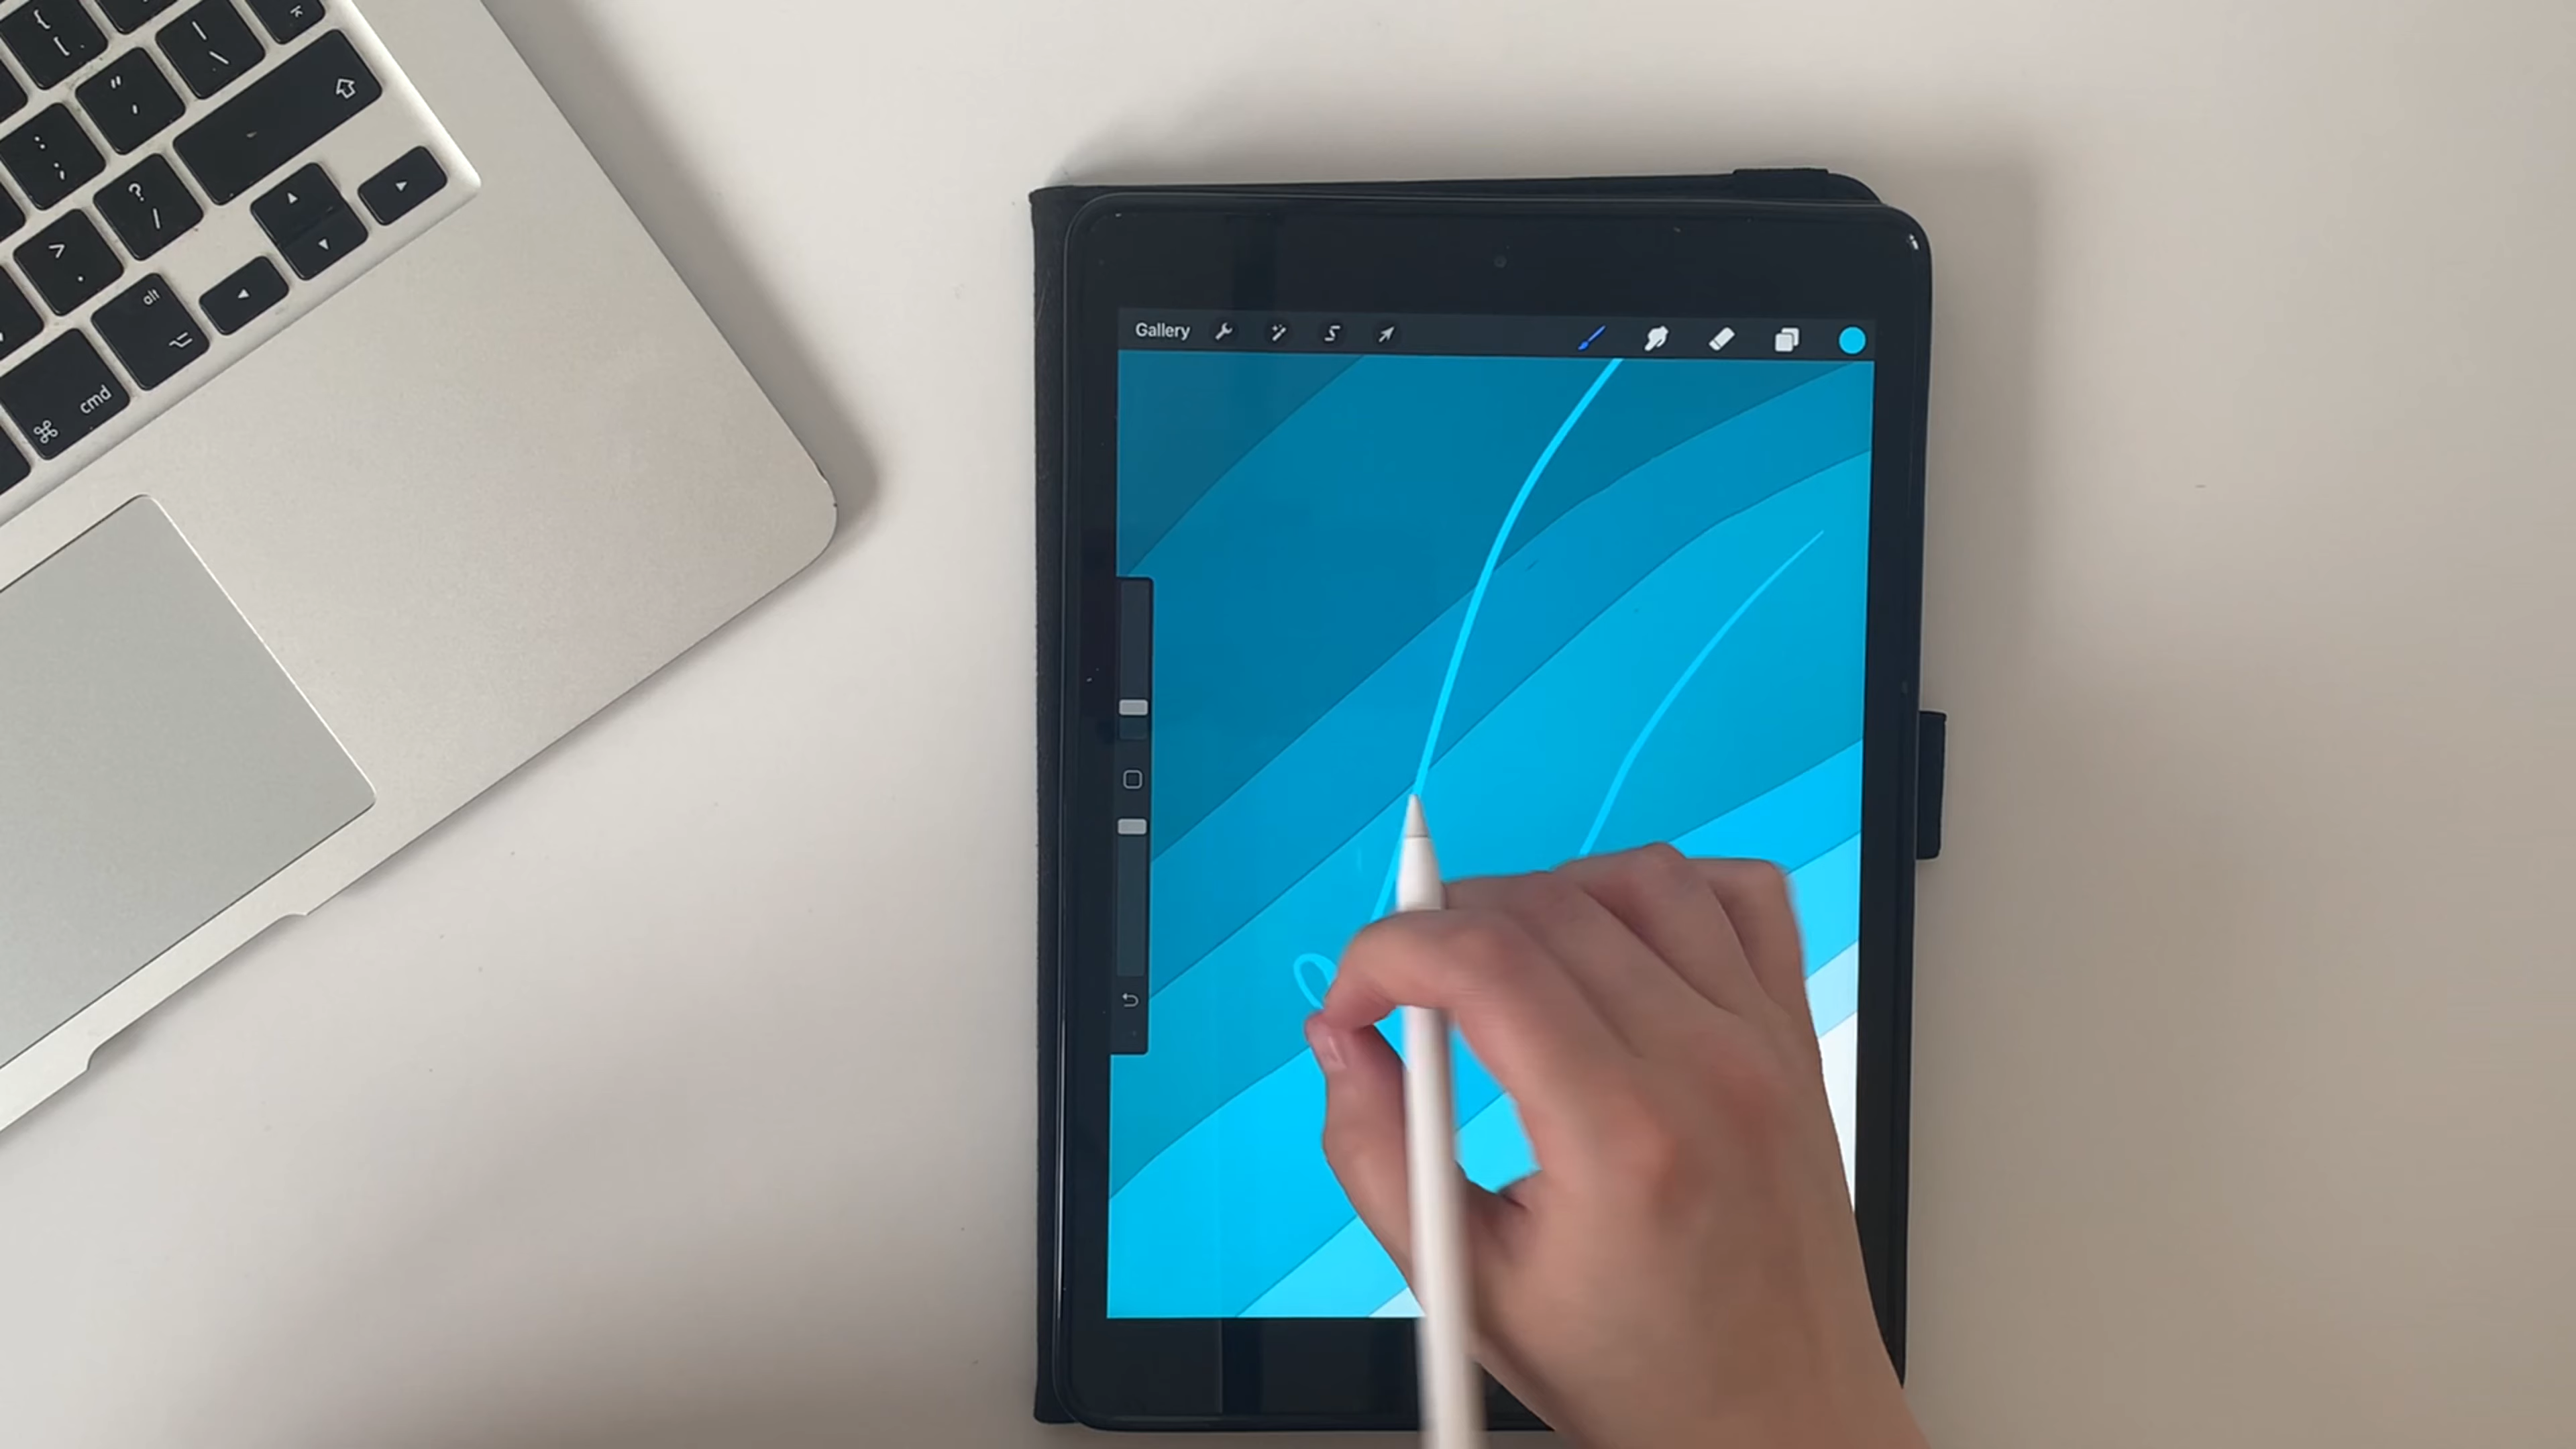 { [
| \
" '
: ;
? /
> .
alt
cmd
Gallery